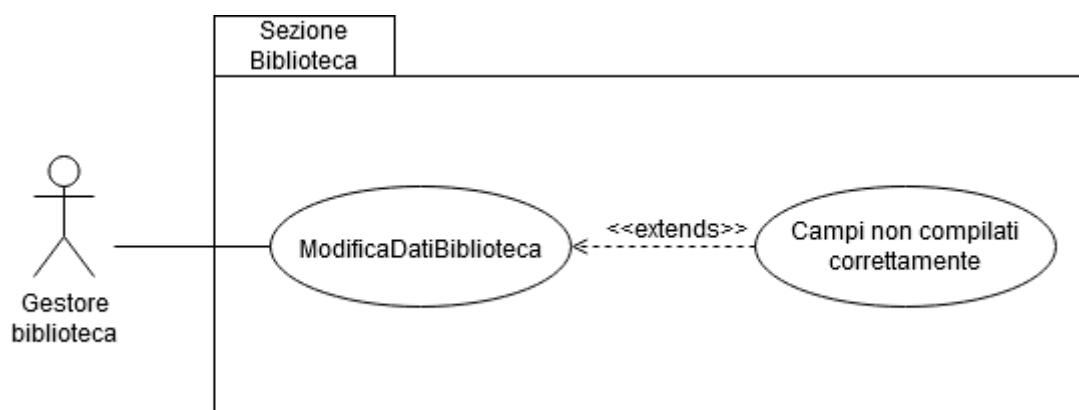 Sezione
Biblioteca
ModificaDatiBiblioteca
<<extends>>
Campi non compilati
correttamente
Gestore
biblioteca